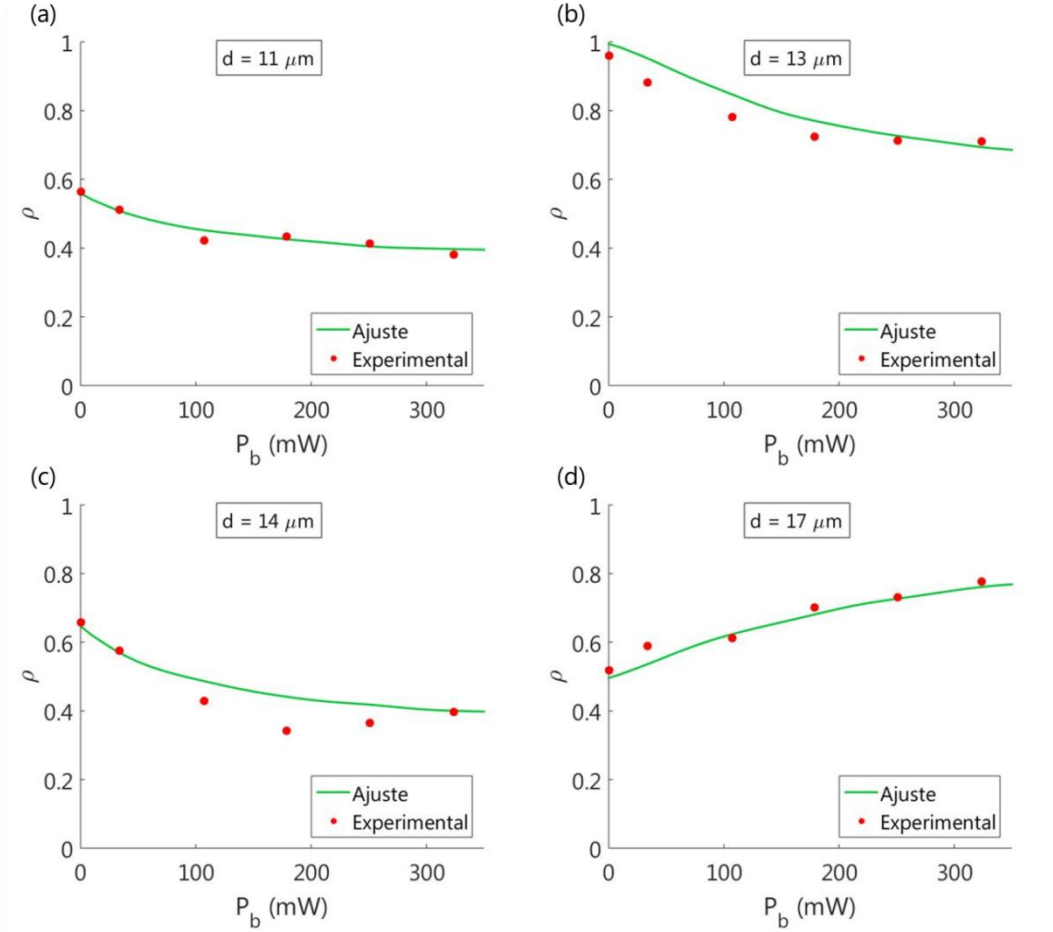 (a)
d = 11 μm
1
0.8
0.6
0.4
0.2
0
ρ
Ajuste
Experimental
0 100 200 300
P_b (mW)
(b)
d = 13 μm
1
0.8
0.6
0.4
0.2
0
ρ
Ajuste
Experimental
0 100 200 300
P_b (mW)
(c)
d = 14 μm
1
0.8
0.6
0.4
0.2
0
ρ
Ajuste
Experimental
0 100 200 300
P_b (mW)
(d)
d = 17 μm
1
0.8
0.6
0.4
0.2
0
ρ
Ajuste
Experimental
0 100 200 300
P_b (mW)